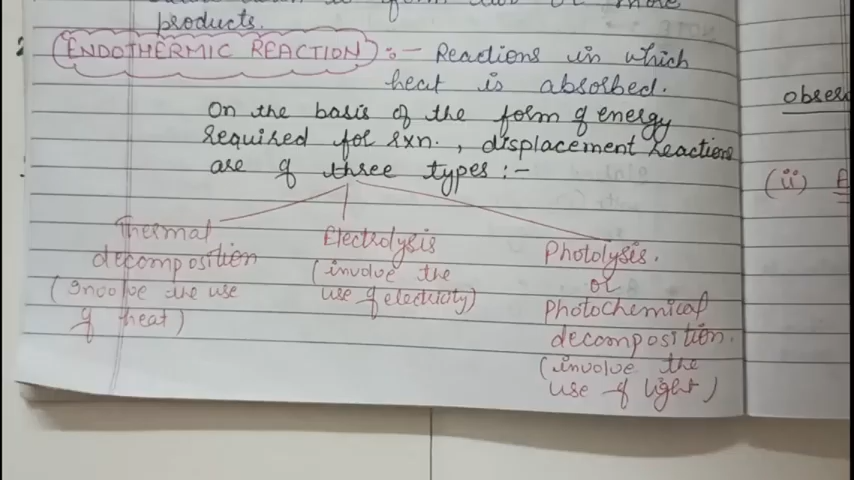 more
products.
ENDOTHERMIC REACTION :- Reactions in which
heat is absorbed.
On the basis of the form of energy
required for rxn., displacement reactions
are of three types :-
Thermal
decomposition
(Involve the use
of heat)
Electrolysis
(involve the
use of electricity)
Photolysis.
or
Photochemical
decomposition.
(involve the
use of light)
obser
(ii)